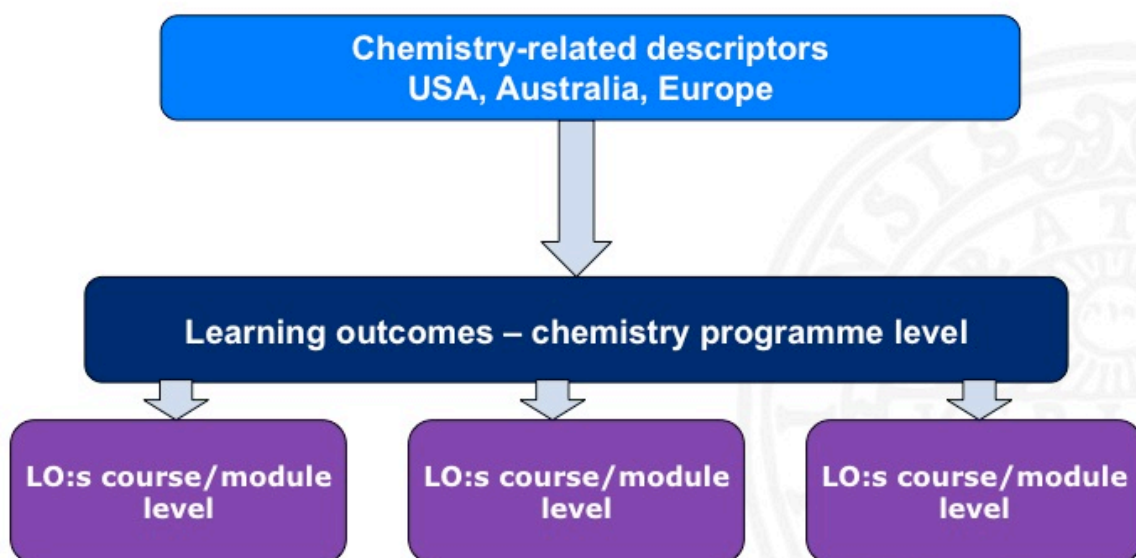 Chemistry-related descriptors
USA, Australia, Europe
Learning outcomes – chemistry programme level
LO:s course/module
level
LO:s course/module
level
LO:s course/module
level